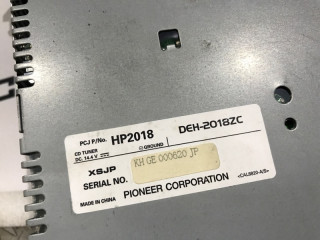 PCJ P/No. HP2018 DEH-2018ZC
CD TUNER
DC. 14.4 V ⎓ GROUND
XSJP
SERIAL NO. KH GE 000620 JP
PIONEER CORPORATION
MADE IN CHINA <CAL8820-A/S>